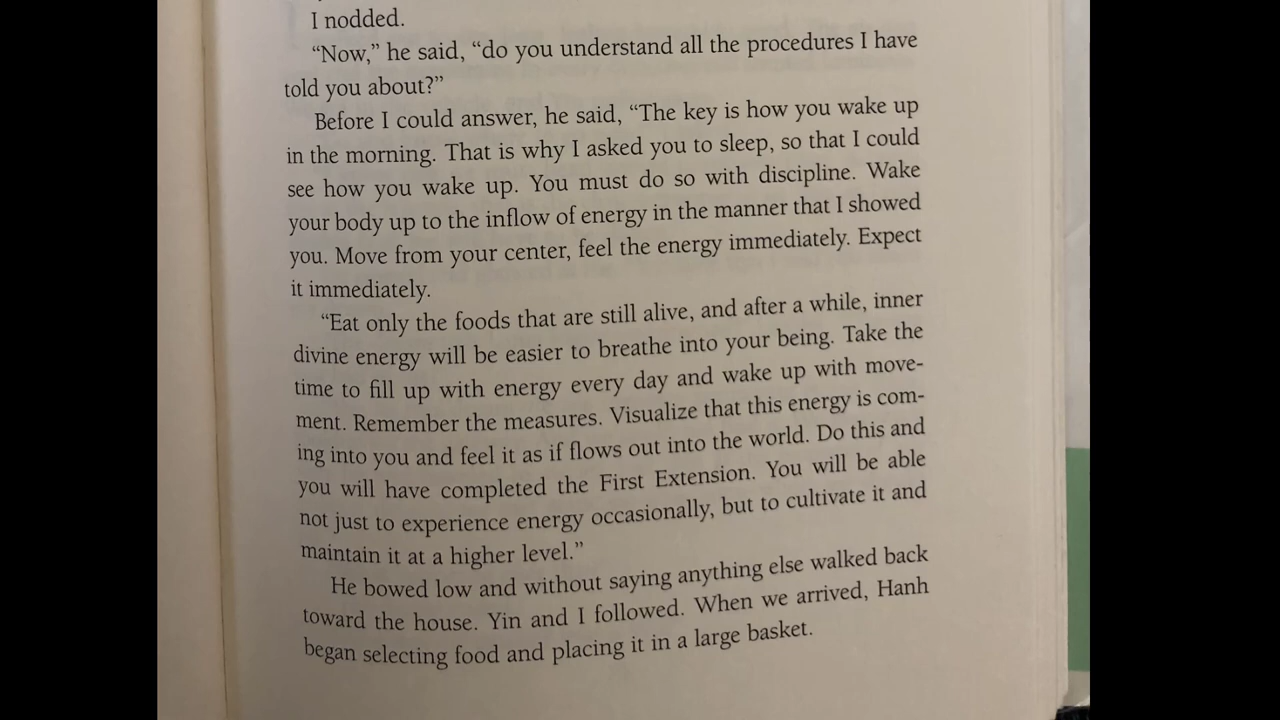 I nodded.
“Now,” he said, “do you understand all the procedures I have
told you about?”
Before I could answer, he said, “The key is how you wake up
in the morning. That is why I asked you to sleep, so that I could
see how you wake up. You must do so with discipline. Wake
your body up to the inflow of energy in the manner that I showed
you. Move from your center, feel the energy immediately. Expect
it immediately.
“Eat only the foods that are still alive, and after a while, inner
divine energy will be easier to breathe into your being. Take the
time to fill up with energy every day and wake up with move-
ment. Remember the measures. Visualize that this energy is com-
ing into you and feel it as if flows out into the world. Do this and
you will have completed the First Extension. You will be able
not just to experience energy occasionally, but to cultivate it and
maintain it at a higher level.”
He bowed low and without saying anything else walked back
toward the house. Yin and I followed. When we arrived, Hanh
began selecting food and placing it in a large basket.